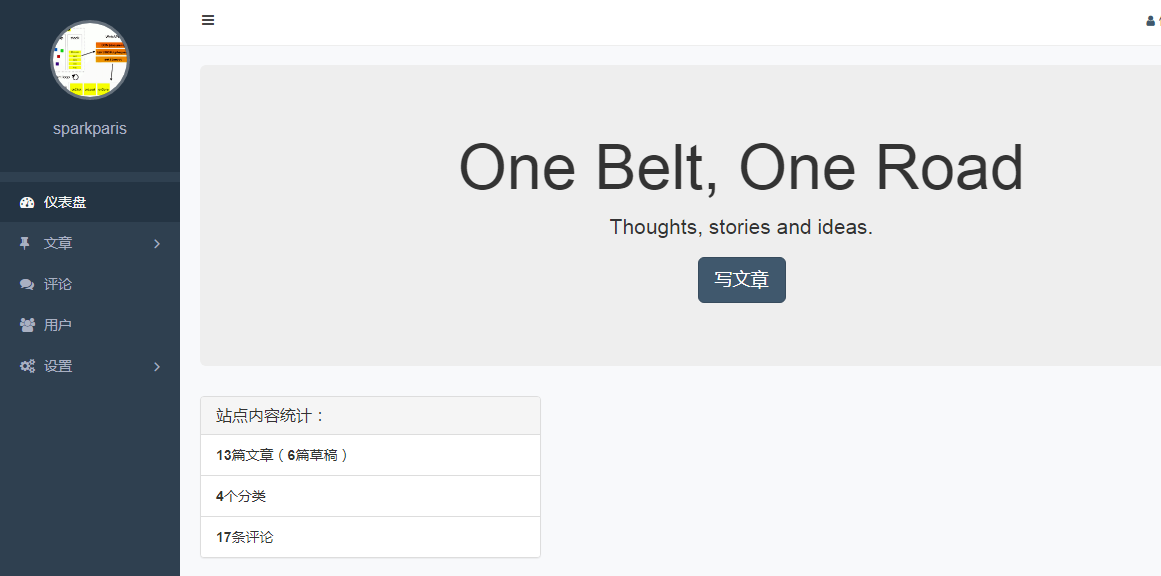 sparkparis
仪表盘
文章
评论
用户
设置
One Belt, One Road
Thoughts, stories and ideas.
写文章
站点内容统计：
13篇文章（6篇草稿）
4个分类
17条评论